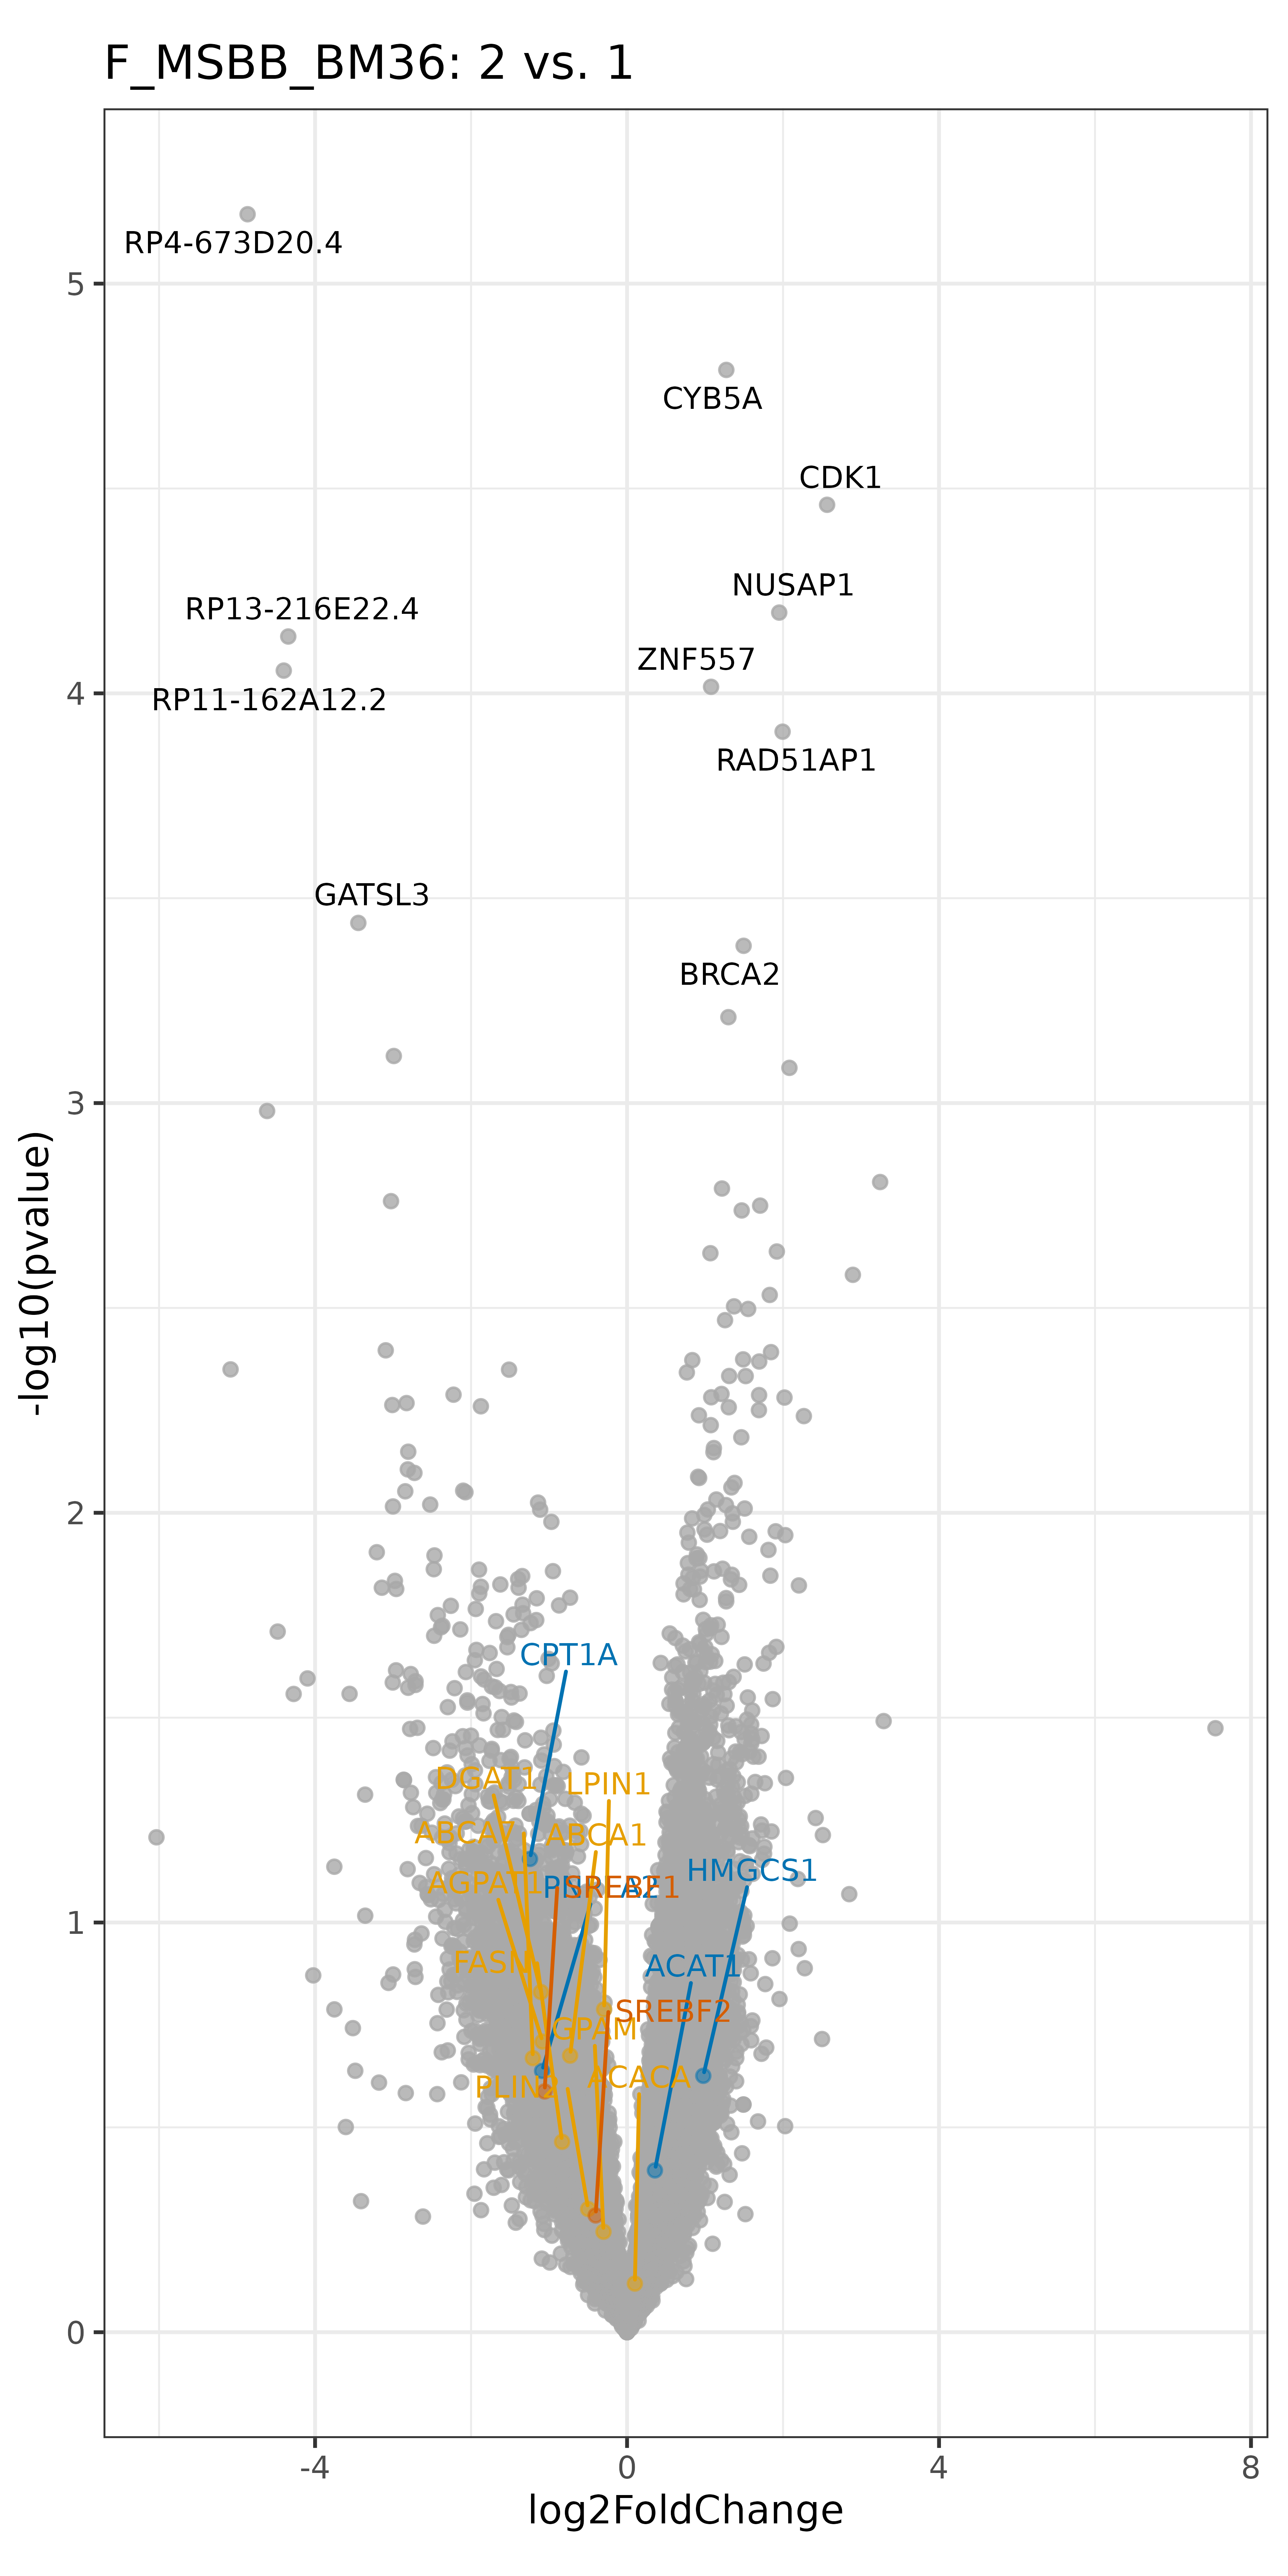 F_MSBB_BM36: 2 vs. 1
RP4-673D20.4
5
CYB5A
CDK1
NUSAP1
RP13-216E22.4
ZNF557
4
RP11-162A12.2
RAD51AP1
GATSL3
BRCA2
3
-log10(pvalue)
2
CPT1A
DGAT1
LPIN1
ABCA7
ABCA1
HMGCS1
AGPAT1
SREBF1
1
FASN
ACAT1
SREBF2
GPAM
ACACA
0
-4
0
4
8
log2FoldChange